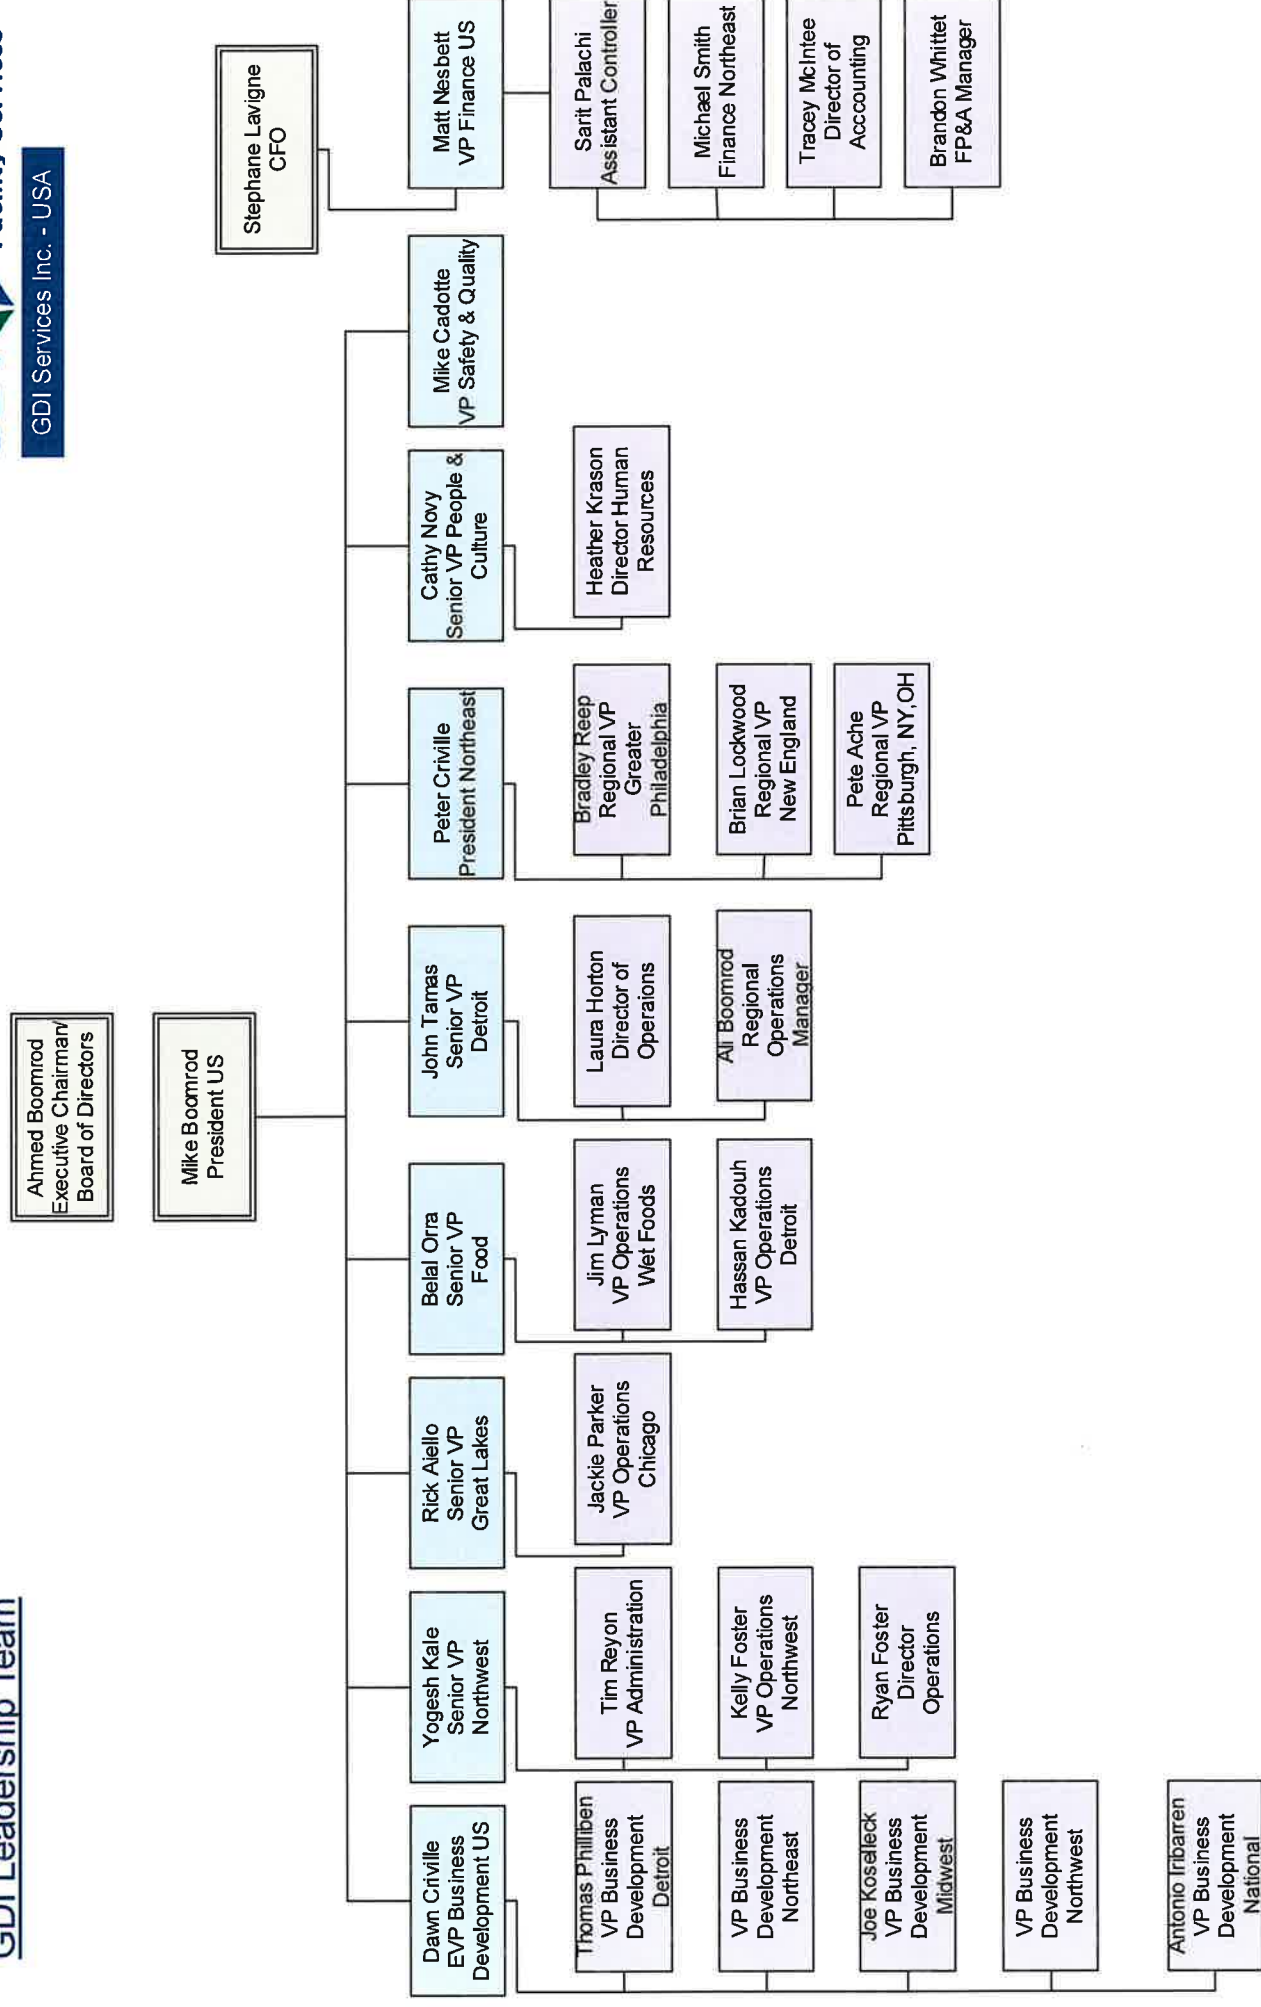 GDI Leadership Team
GDI Services Inc. - USA
Ahmed Boomrod
Executive Chairman/
Board of Directors
Mike Boomrod
President US
Stephane Lavigne
CFO
Dawn Criville
EVP Business
Development US
Yogesh Kale
Senior VP
Northwest
Rick Aiello
Senior VP
Great Lakes
Belal Orra
Senior VP
Food
John Tamas
Senior VP
Detroit
Peter Criville
President Northeast
Cathy Novy
Senior VP People &
Culture
Mike Cadotte
VP Safety & Quality
Matt Nesbett
VP Finance US
Thomas Philliben
VP Business
Development
Detroit
VP Business
Development
Northeast
Joe Koselleck
VP Business
Development
Midwest
VP Business
Development
Northwest
Antonio Iribarren
VP Business
Development
National
Tim Reyon
VP Administration
Kelly Foster
VP Operations
Northwest
Ryan Foster
Director
Operations
Jackie Parker
VP Operations
Chicago
Jim Lyman
VP Operations
Wet Foods
Hassan Kadouh
VP Operations
Detroit
Laura Horton
Director of
Operaions
Ali Boomrod
Regional
Operations
Manager
Bradley Reep
Regional VP
Greater
Philadelphia
Brian Lockwood
Regional VP
New England
Pete Ache
Regional VP
Pittsburgh, NY,OH
Heather Krason
Director Human
Resources
Sarit Palachi
Assistant Controller
Michael Smith
Finance Northeast
Tracey McIntee
Director of
Acccounting
Brandon Whittet
FP&A Manager